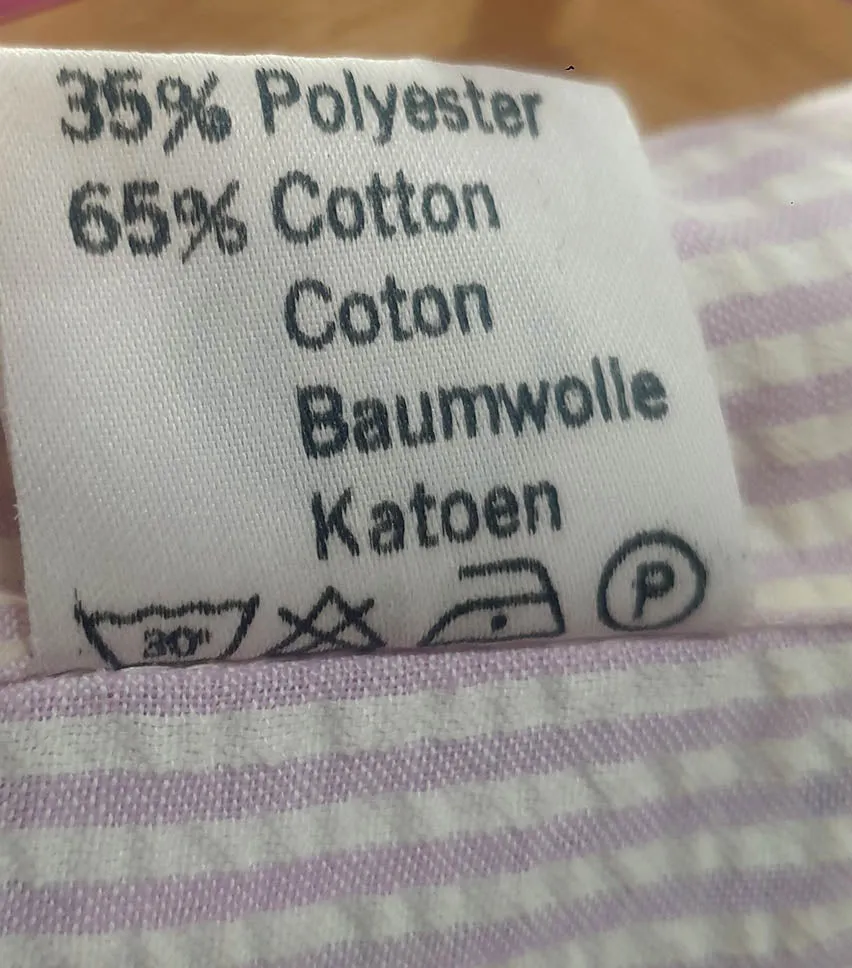 35% Polyester
65% Cotton
Coton
Baumwolle
Katoen
30° P